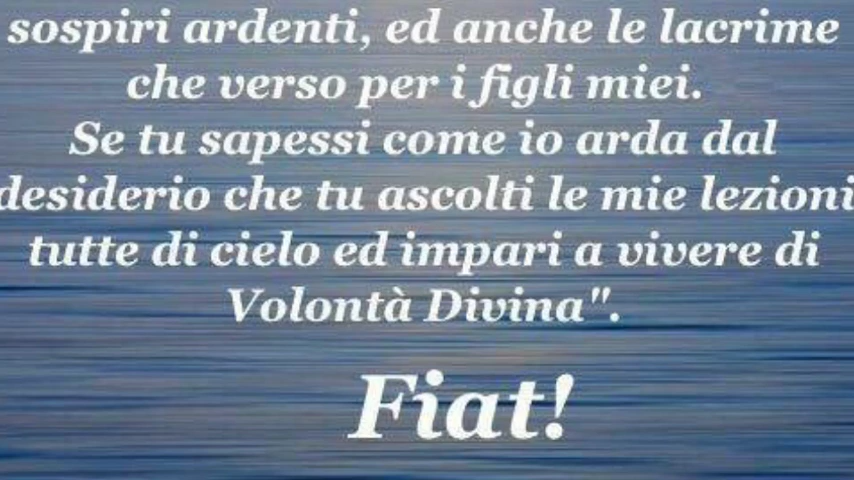 sospiri ardenti, ed anche le lacrime
che verso per i figli miei.
Se tu sapessi come io arda dal
desiderio che tu ascolti le mie lezioni
tutte di cielo ed impari a vivere di
Volontà Divina".
Fiat!